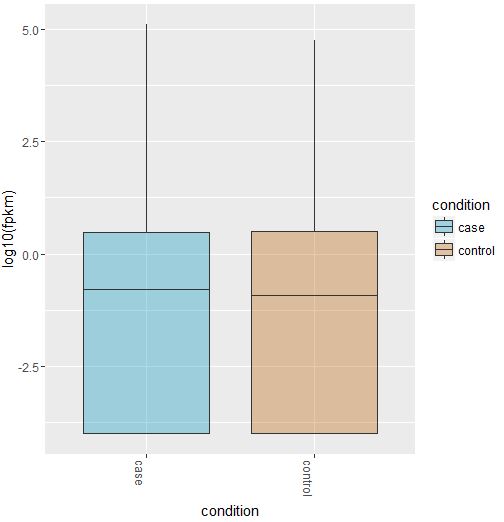 log10(fpkm)
5.0
2.5
0.0
-2.5
case
control
condition
condition
case
control